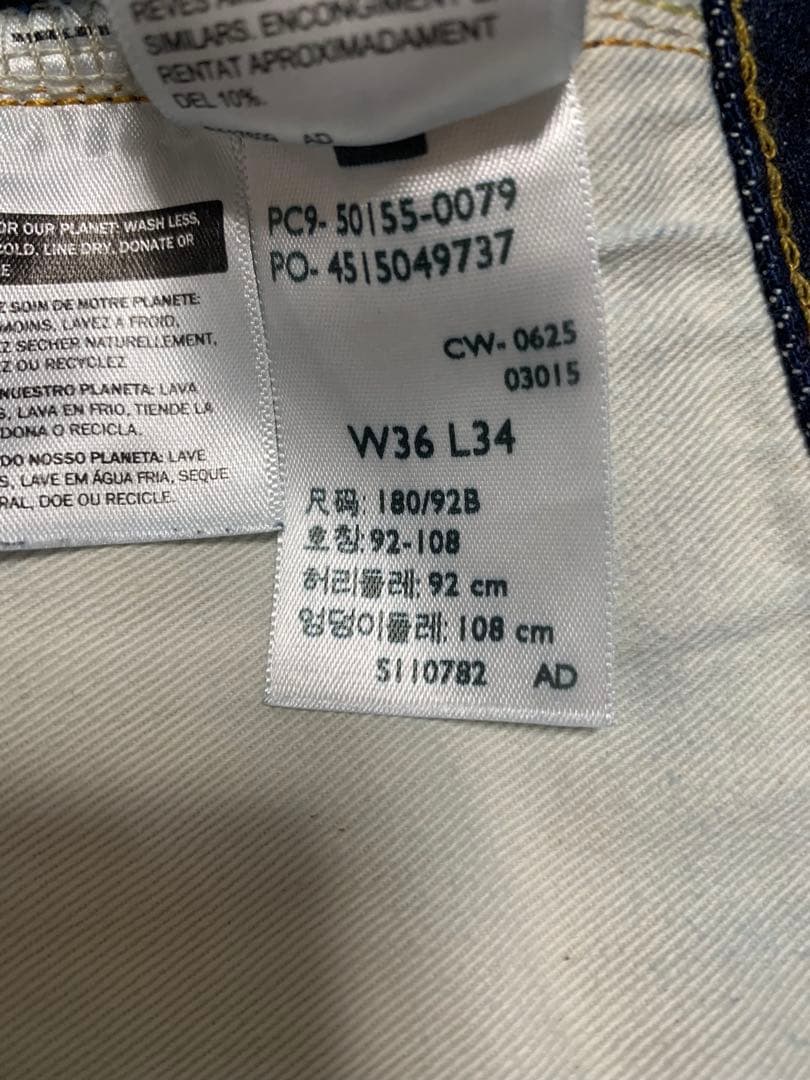 SIMILARS. ENCONGIMENT
RENTAT APROXIMADAMENT
DEL 10%.
AD
OR OUR PLANET: WASH LESS,
OLD. LINE DRY. DONATE OR
E
Z SOIN DE NOTRE PLANETE:
MOINS, LAVEZ A FROID,
Z SECHER NATURELLEMENT,
Z OU RECYCLEZ
NUESTRO PLANETA: LAVA
S, LAVA EN FRIO, TIENDE LA
DONA O RECICLA.
DO NOSSO PLANETA: LAVE
S, LAVE EM ÁGUA FRIA, SEQUE
RAL, DOE OU RECICLE.
PC9- 50155-0079
PO- 4515049737
CW- 0625
03015
W36 L34
尺码: 180/92B
호칭: 92-108
허리둘레: 92 cm
엉덩이둘레: 108 cm
S110782 AD